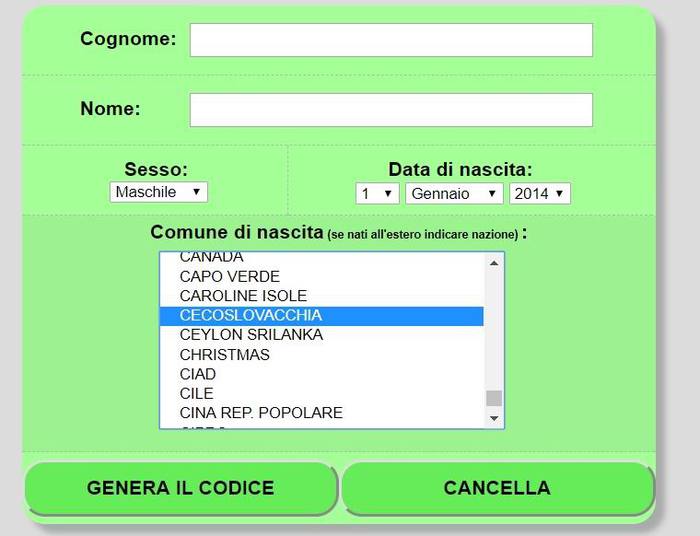 Cognome:
Nome:
Sesso:
Maschile
Data di nascita:
1 Gennaio 2014
Comune di nascita (se nati all'estero indicare nazione) :
CANADA
CAPO VERDE
CAROLINE ISOLE
CECOSLOVACCHIA
CEYLON SRILANKA
CHRISTMAS
CIAD
CILE
CINA REP. POPOLARE
GENERA IL CODICE
CANCELLA